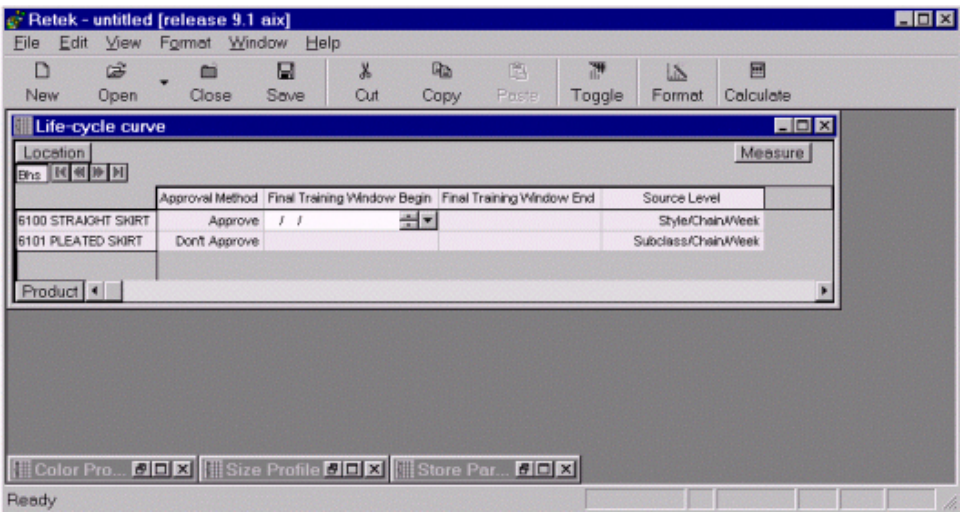 Retek - untitled [release 9.1 aix]
File Edit View Format Window Help
New Open Close Save Cut Copy Paste Toggle Format Calculate
Life-cycle curve
Location Measure
Bhs
Approval Method Final Training Window Begin Final Training Window End Source Level
6100 STRAIGHT SKIRT Approve / / Style/Chain/Week
6101 PLEATED SKIRT Don't Approve Subclass/Chain/Week
Product
Color Pro... Size Profile Store Par...
Ready